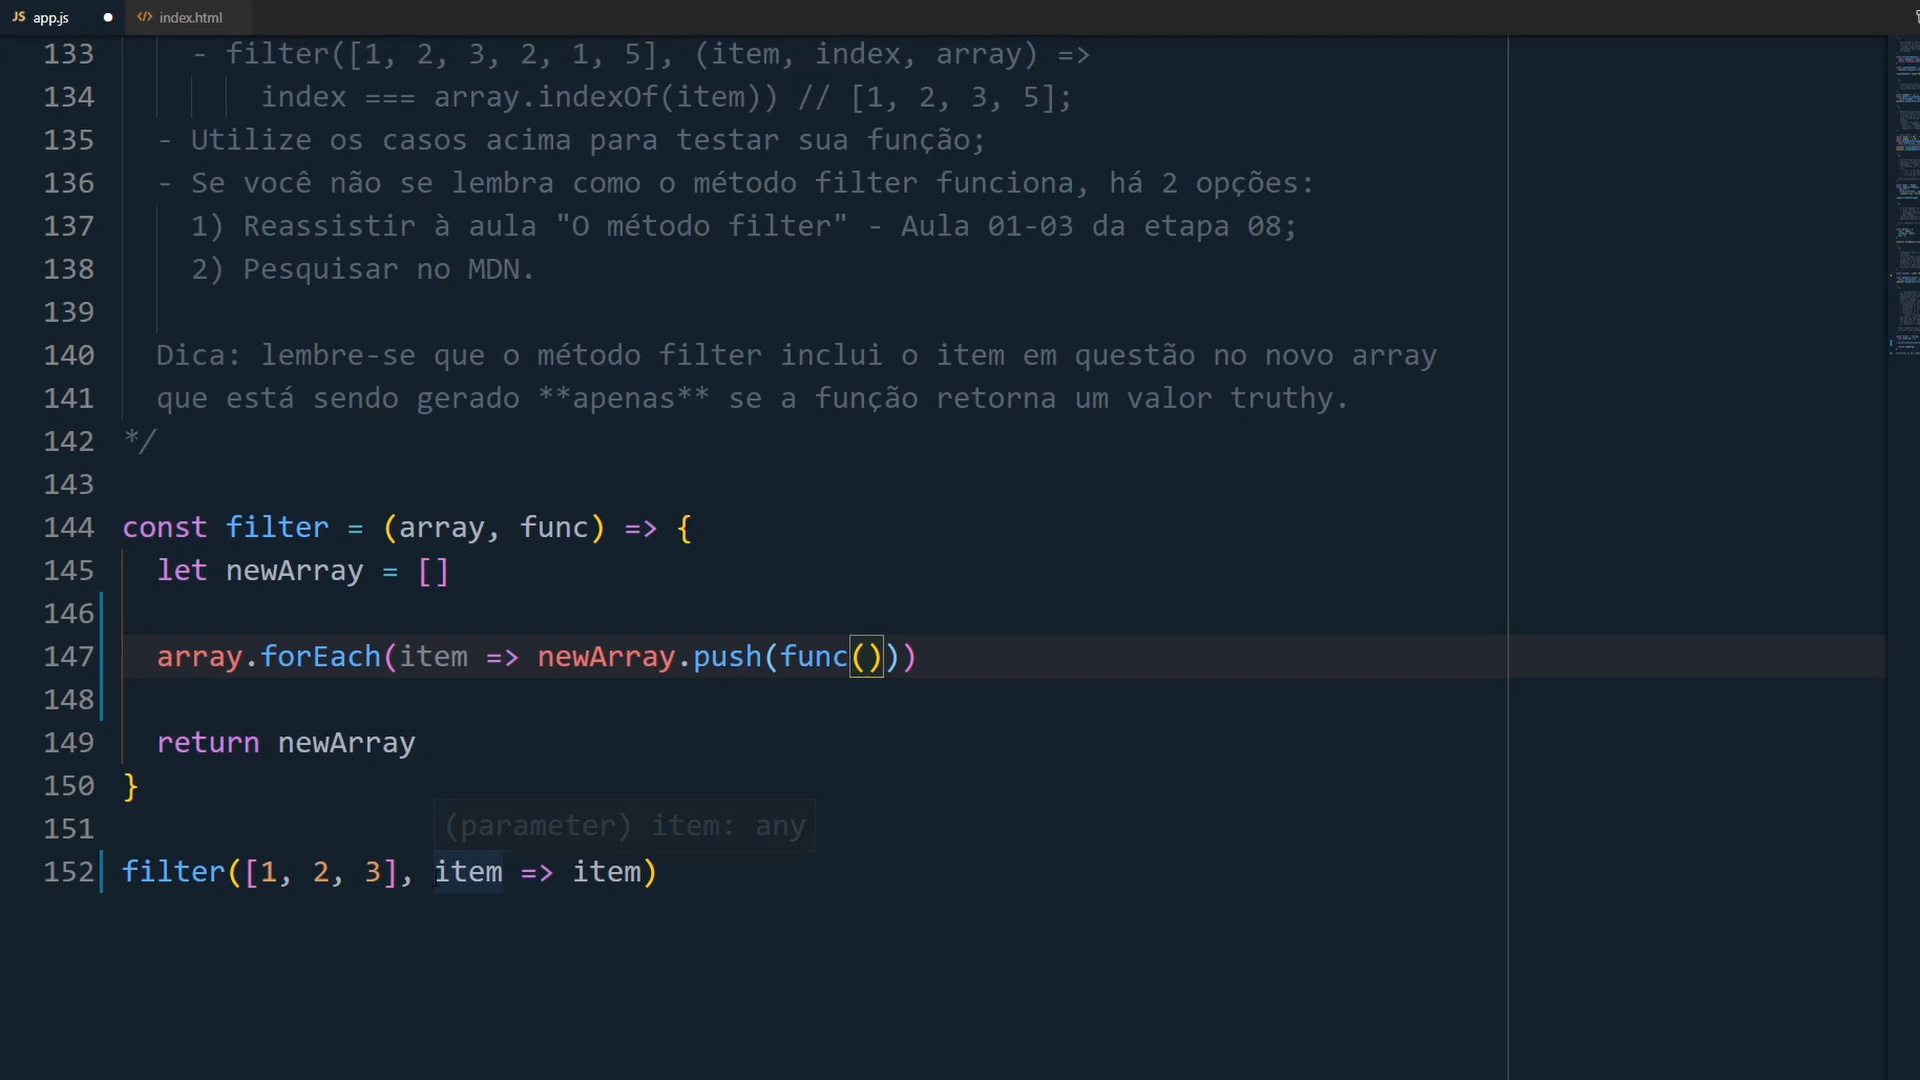 JS app.js ● </> index.html
133 - filter([1, 2, 3, 2, 1, 5], (item, index, array) =>
134 index === array.indexOf(item)) // [1, 2, 3, 5];
135 - Utilize os casos acima para testar sua função;
136 - Se você não se lembra como o método filter funciona, há 2 opções:
137 1) Reassistir à aula "O método filter" - Aula 01-03 da etapa 08;
138 2) Pesquisar no MDN.
139
140 Dica: lembre-se que o método filter inclui o item em questão no novo array
141 que está sendo gerado **apenas** se a função retorna um valor truthy.
142 */
143
144 const filter = (array, func) => {
145 let newArray = []
146
147 array.forEach(item => newArray.push(func()))
148
149 return newArray
150 }
151
(parameter) item: any
152 filter([1, 2, 3], item => item)